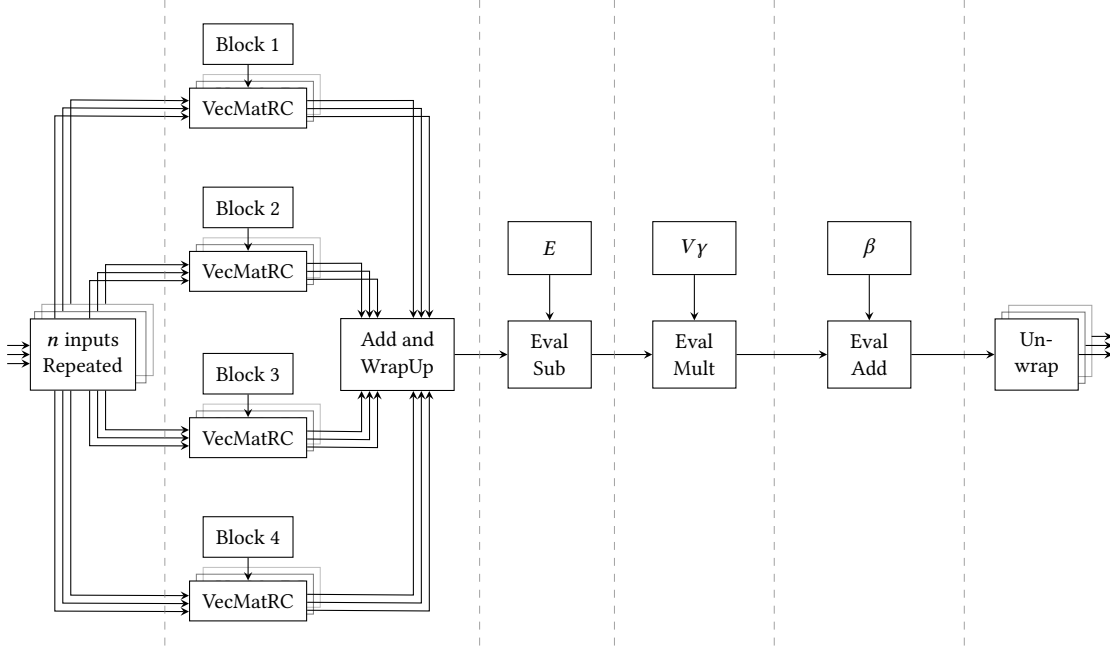 Block 1
VecMatRC
Block 2
VecMatRC
n inputs
Repeated
Block 3
VecMatRC
Block 4
VecMatRC
Add and
WrapUp
E
Eval
Sub
Vγ
Eval
Mult
β
Eval
Add
Un-
wrap